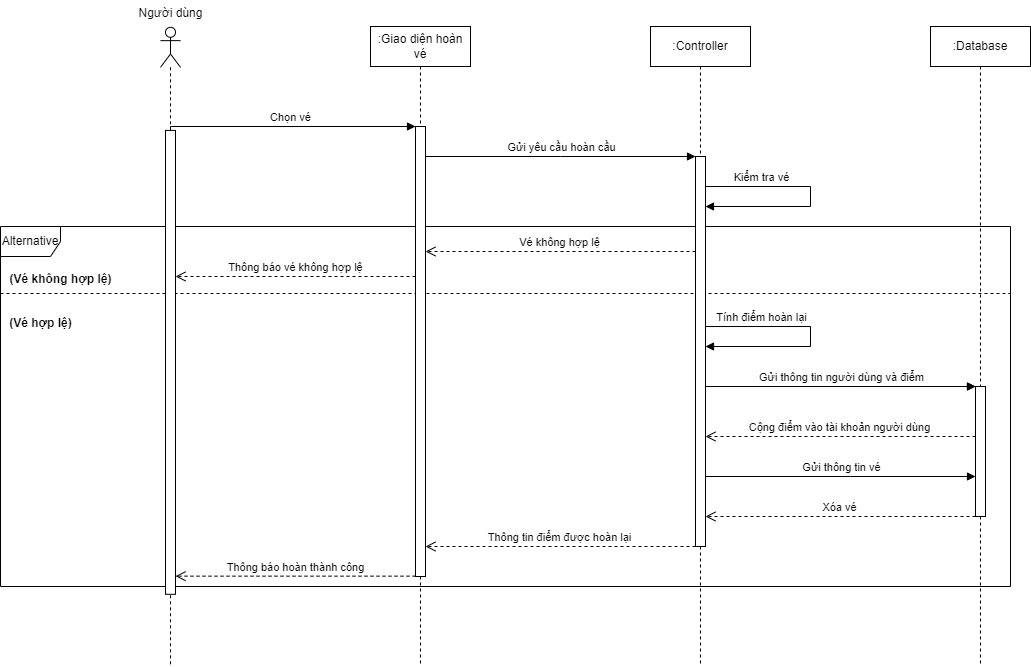 Người dùng
:Giao diện hoàn
vé
:Controller
:Database
Chọn vé
Gửi yêu cầu hoàn cầu
Kiểm tra vé
Alternative
Vé không hợp lệ
Thông báo vé không hợp lệ
(Vé không hợp lệ)
(Vé hợp lệ)
Tính điểm hoàn lại
Gửi thông tin người dùng và điểm
Cộng điểm vào tài khoản người dùng
Gửi thông tin vé
Xóa vé
Thông tin điểm được hoàn lại
Thông báo hoàn thành công